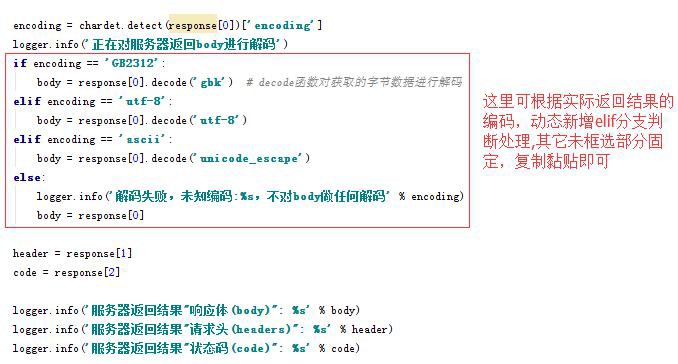 encoding = chardet.detect(response[0])['encoding']
logger.info('正在对服务器返回body进行解码')
if encoding == 'GB2312':
    body = response[0].decode('gbk')  # decode函数对获取的字节数据进行解码
elif encoding == 'utf-8':
    body = response[0].decode('utf-8')
elif encoding == 'ascii':
    body = response[0].decode('unicode_escape')
else:
    logger.info('解码失败，未知编码:%s，不对body做任何解码' % encoding)
    body = response[0]
这里可根据实际返回结果的
编码，动态新增elif分支判
断处理,其它未框选部分固
定，复制黏贴即可
header = response[1]
code = response[2]
logger.info('服务器返回结果"响应体(body)": %s' % body)
logger.info('服务器返回结果"请求头(headers)": %s' % header)
logger.info('服务器返回结果"状态码(code)": %s' % code)